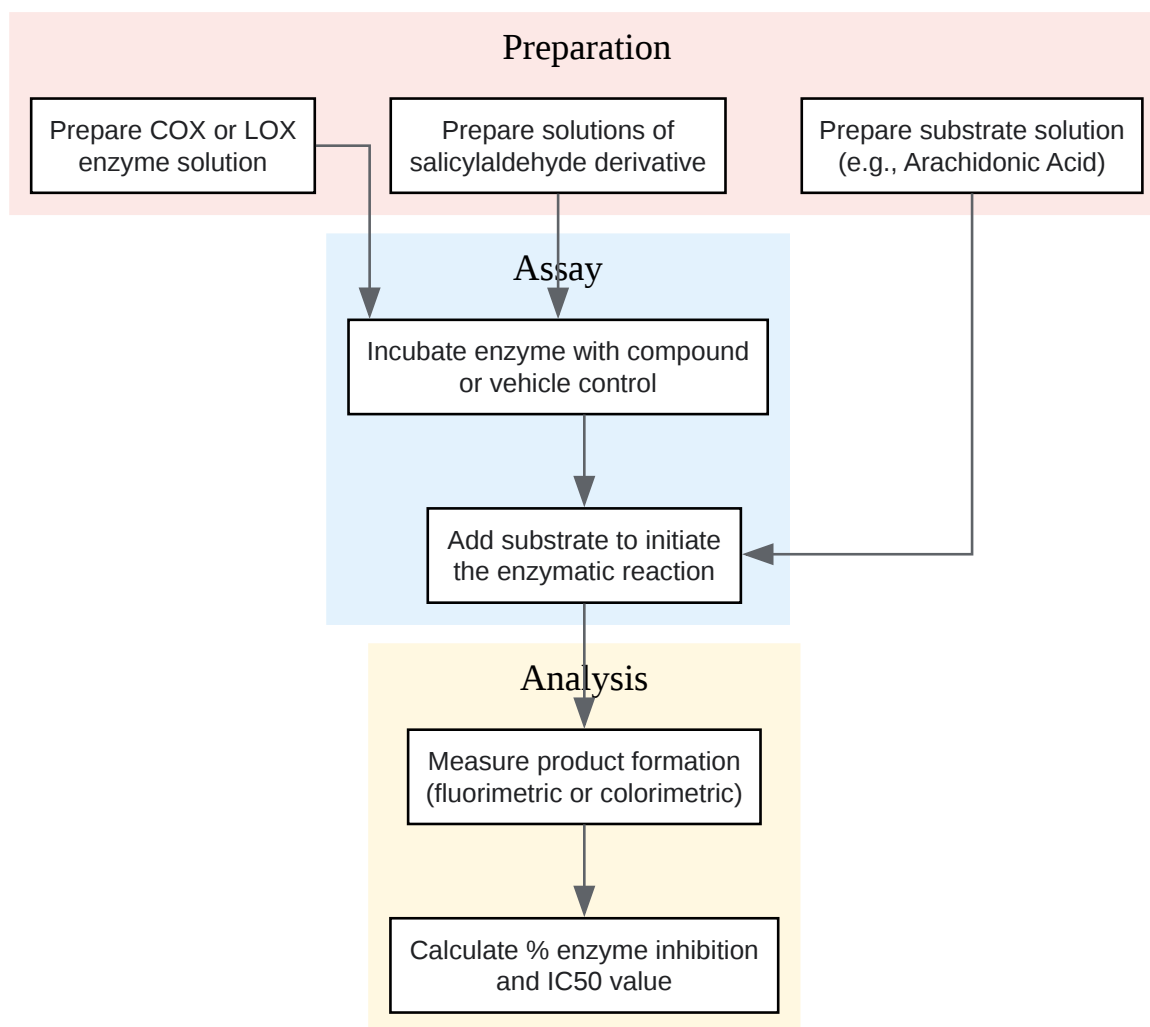 Preparation
Prepare COX or LOX
enzyme solution
Prepare solutions of
salicylaldehyde derivative
Prepare substrate solution
(e.g., Arachidonic Acid)
Assay
Incubate enzyme with compound
or vehicle control
Add substrate to initiate
the enzymatic reaction
Analysis
Measure product formation
(fluorimetric or colorimetric)
Calculate % enzyme inhibition
and IC50 value